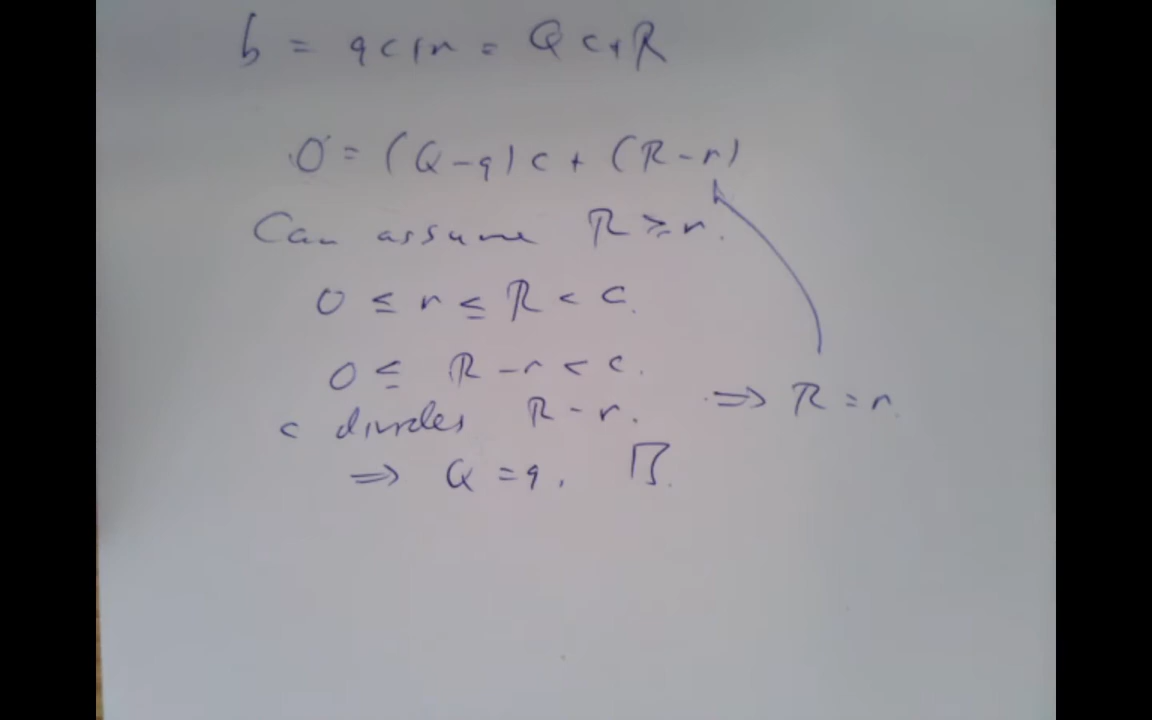 b = qc+r = Qc+R
0 = (Q-q)c + (R-r)
Can assume R ≥ r.
0 ≤ r ≤ R < c.
0 ≤ R - r < c.
c divides R - r. ⇒ R = r.
⇒ Q = q. □